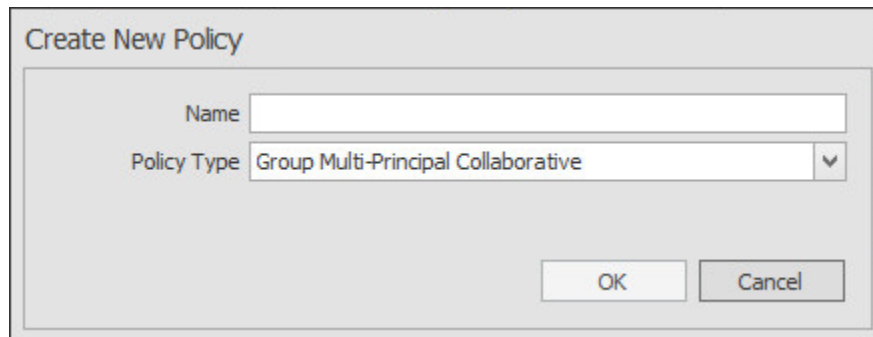 Create New Policy
Name
Policy Type Group Multi-Principal Collaborative
OK Cancel